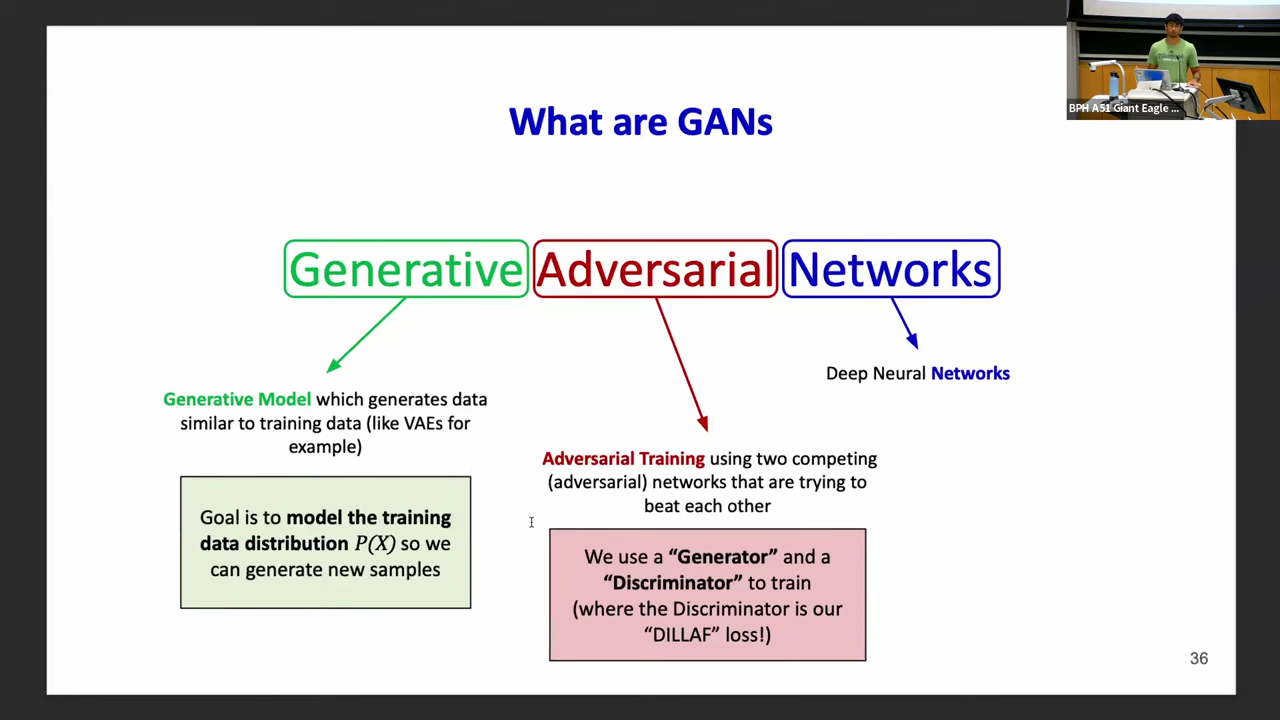 BPH A51 Giant Eagle ...
What are GANs
Generative Adversarial Networks
Deep Neural Networks
Generative Model which generates data
similar to training data (like VAEs for
example)
Adversarial Training using two competing
(adversarial) networks that are trying to
beat each other
Goal is to model the training
data distribution P(X) so we
can generate new samples
We use a “Generator” and a
“Discriminator” to train
(where the Discriminator is our
“DILLAF” loss!)
36